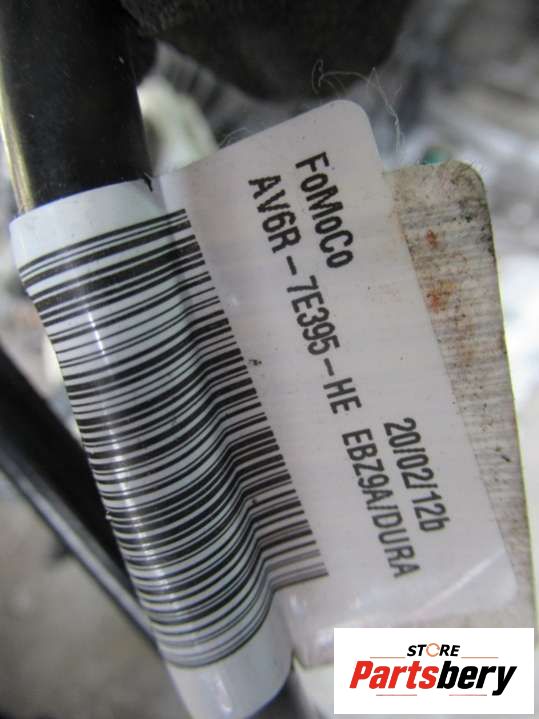 FoMoCo
AV6R-7E395-HE EBZ9A/DURA
20/02/12b
STORE
Partsbery